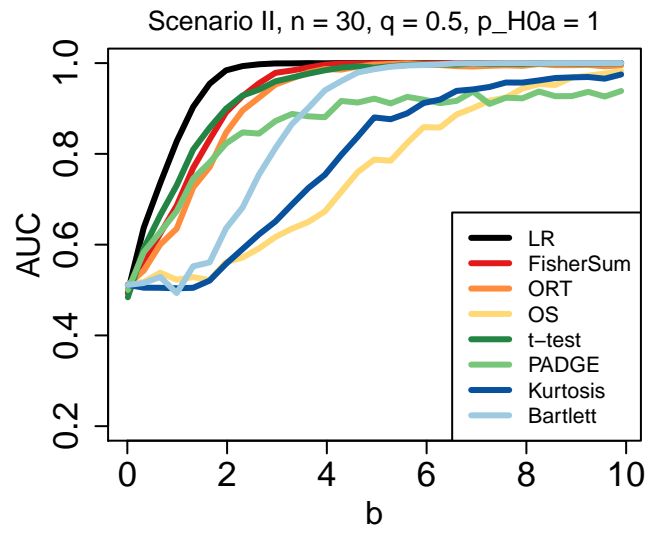 Scenario II, n = 30, q = 0.5, p_H0a = 1
AUC
1.0
0.8
0.6
0.4
0.2
LR
FisherSum
ORT
OS
t−test
PADGE
Kurtosis
Bartlett
0 2 4 6 8 10
b